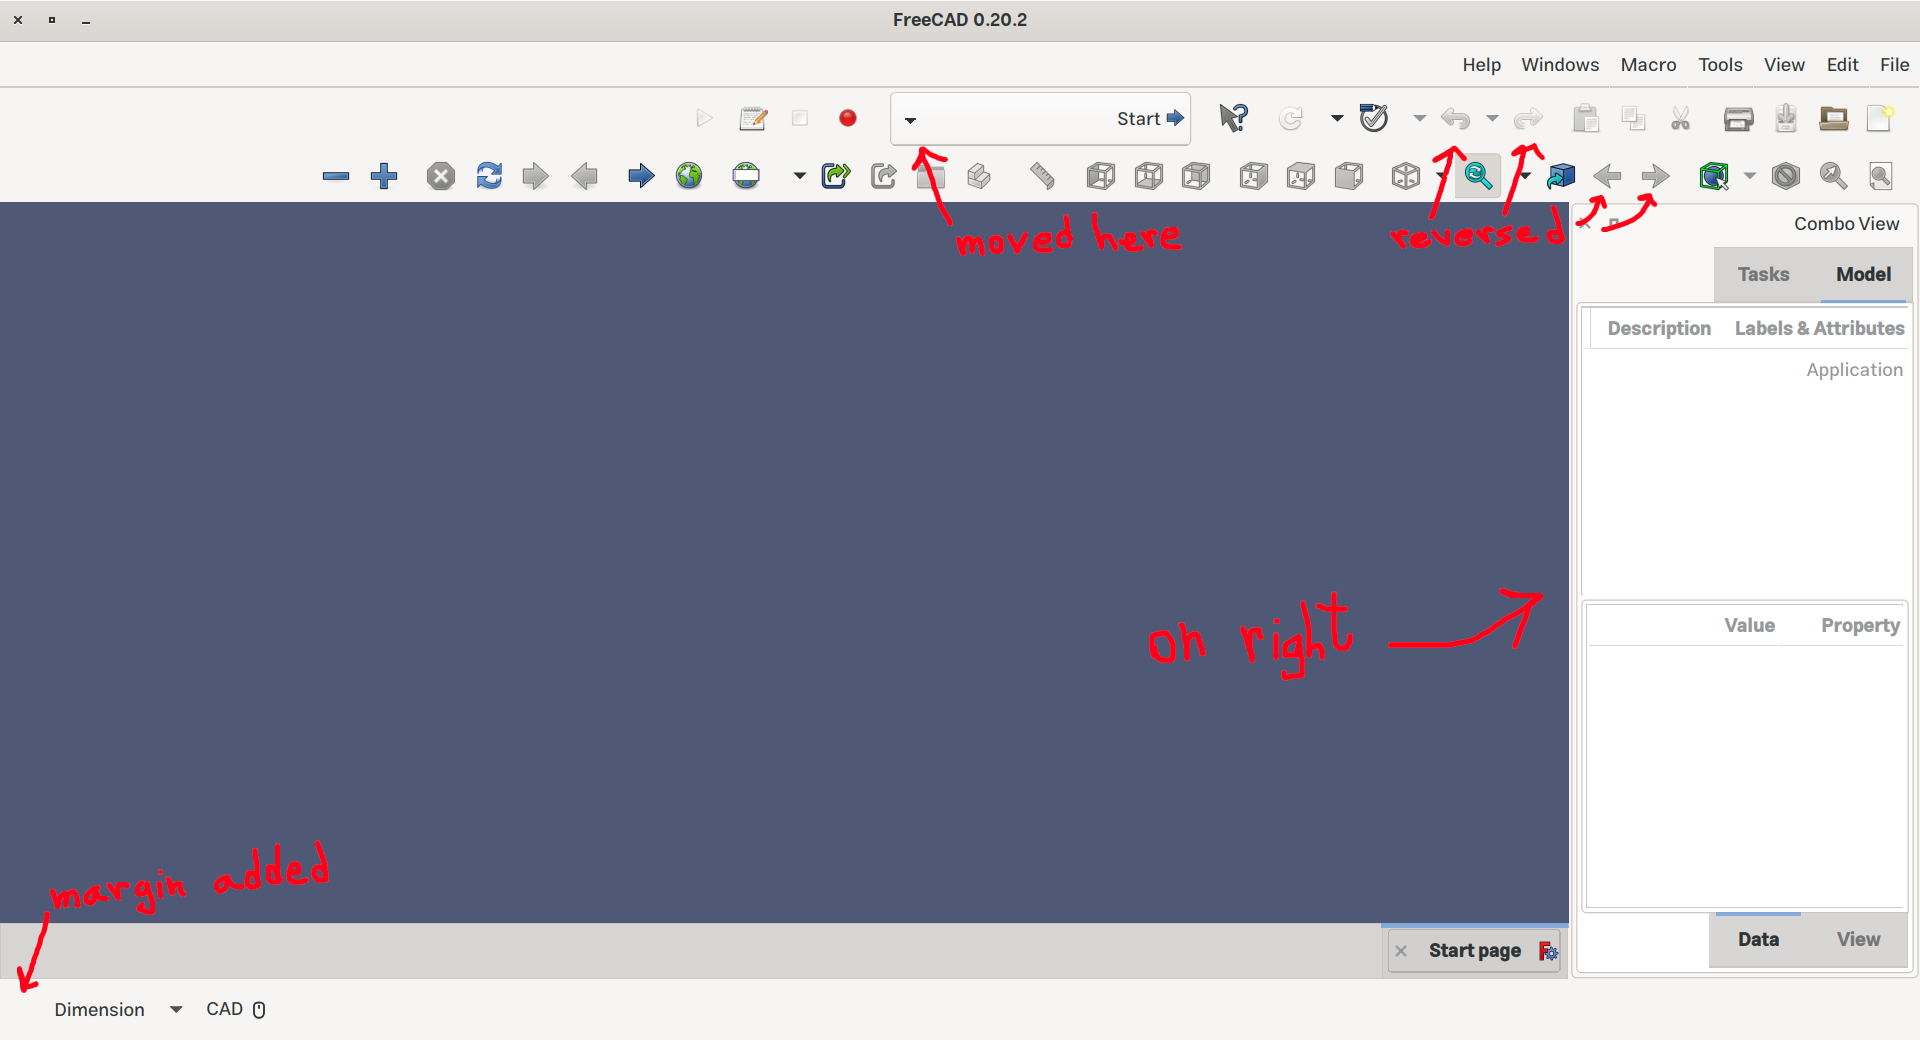 FreeCAD 0.20.2
Help Windows Macro Tools View Edit File
Start
moved here
reversed
Combo View
Tasks Model
Description Labels & Attributes
Application
on right
Value Property
margin added
Start page
Data View
Dimension CAD